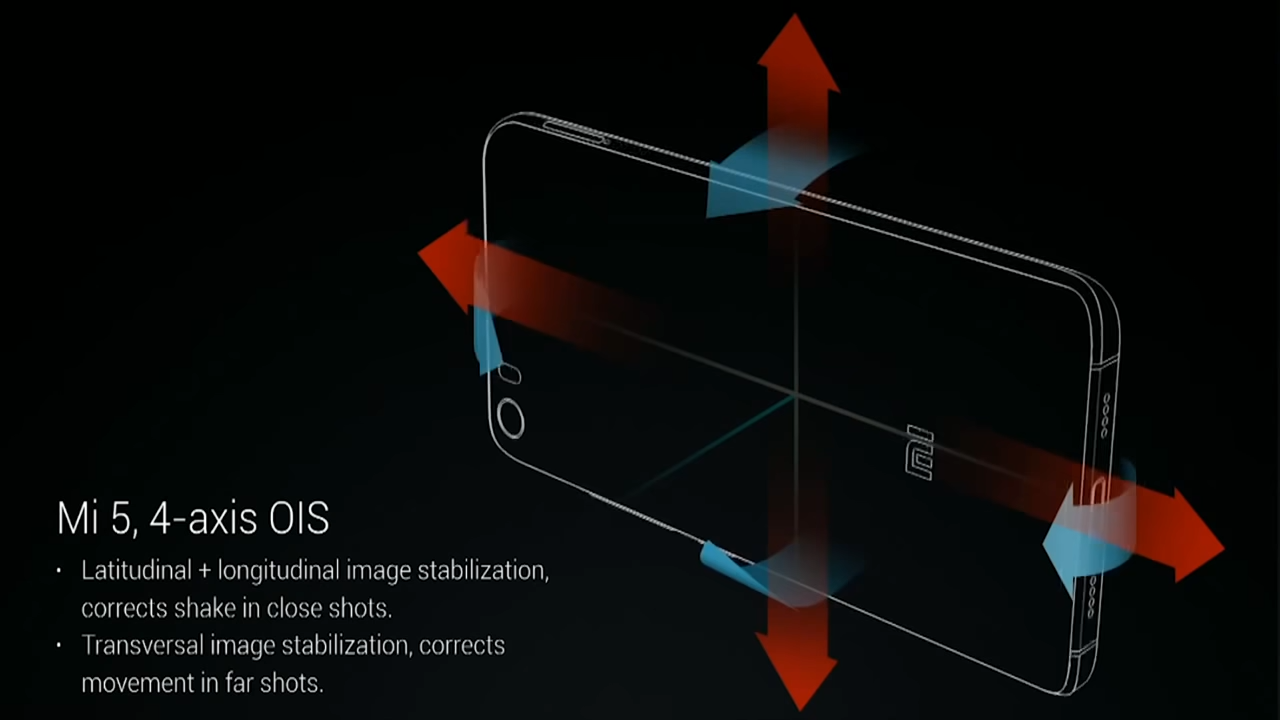 Mi 5, 4-axis OIS
• Latitudinal + longitudinal image stabilization,
corrects shake in close shots.
• Transversal image stabilization, corrects
movement in far shots.